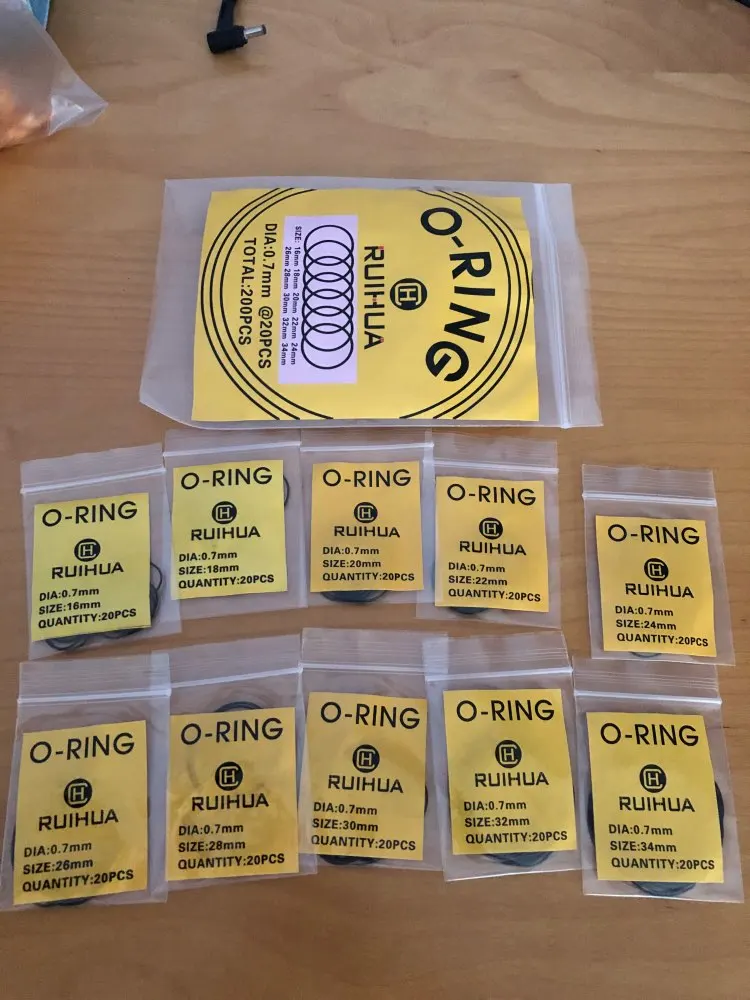 O-RING
H
RUIHUA
SIZE: 16mm 18mm 20mm 22mm 24mm
26mm 28mm 30mm 32mm 34mm
DIA:0.7mm @20PCS
TOTAL:200PCS
O-RING
H
RUIHUA
DIA:0.7mm
SIZE:16mm
QUANTITY:20PCS
O-RING
H
RUIHUA
DIA:0.7mm
SIZE:18mm
QUANTITY:20PCS
O-RING
H
RUIHUA
DIA:0.7mm
SIZE:20mm
QUANTITY:20PCS
O-RING
H
RUIHUA
DIA:0.7mm
SIZE:22mm
QUANTITY:20PCS
O-RING
H
RUIHUA
DIA:0.7mm
SIZE:24mm
QUANTITY:20PCS
O-RING
H
RUIHUA
DIA:0.7mm
SIZE:26mm
QUANTITY:20PCS
O-RING
H
RUIHUA
DIA:0.7mm
SIZE:28mm
QUANTITY:20PCS
O-RING
H
RUIHUA
DIA:0.7mm
SIZE:30mm
QUANTITY:20PCS
O-RING
H
RUIHUA
DIA:0.7mm
SIZE:32mm
QUANTITY:20PCS
O-RING
H
RUIHUA
DIA:0.7mm
SIZE:34mm
QUANTITY:20PCS